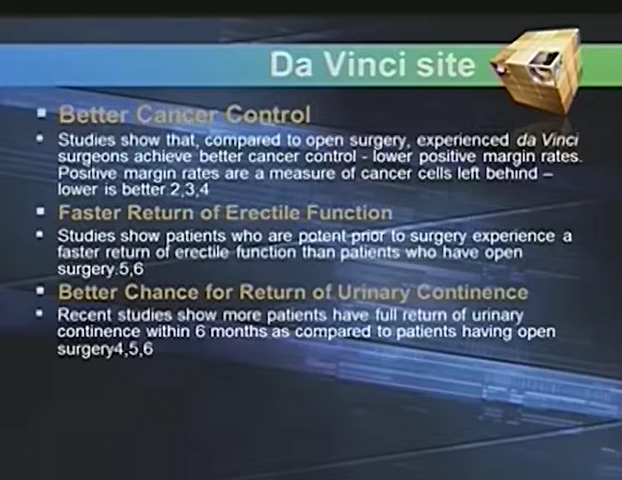 Da Vinci site
Better Cancer Control
Studies show that, compared to open surgery, experienced da Vinci
surgeons achieve better cancer control - lower positive margin rates.
Positive margin rates are a measure of cancer cells left behind –
lower is better 2,3,4
Faster Return of Erectile Function
Studies show patients who are potent prior to surgery experience a
faster return of erectile function than patients who have open
surgery.5,6
Better Chance for Return of Urinary Continence
Recent studies show more patients have full return of urinary
continence within 6 months as compared to patients having open
surgery4,5,6